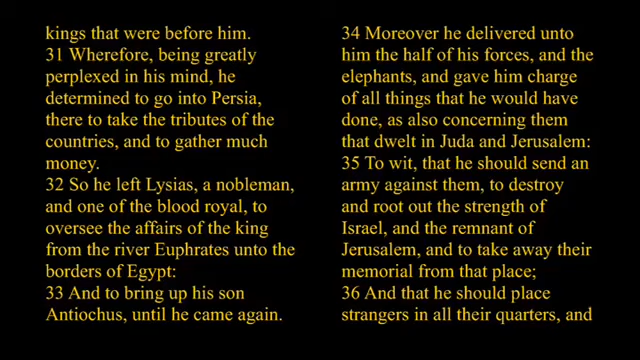 kings that were before him.
31 Wherefore, being greatly
perplexed in his mind, he
determined to go into Persia,
there to take the tributes of the
countries, and to gather much
money.
32 So he left Lysias, a nobleman,
and one of the blood royal, to
oversee the affairs of the king
from the river Euphrates unto the
borders of Egypt:
33 And to bring up his son
Antiochus, until he came again.
34 Moreover he delivered unto
him the half of his forces, and the
elephants, and gave him charge
of all things that he would have
done, as also concerning them
that dwelt in Juda and Jerusalem:
35 To wit, that he should send an
army against them, to destroy
and root out the strength of
Israel, and the remnant of
Jerusalem, and to take away their
memorial from that place;
36 And that he should place
strangers in all their quarters, and